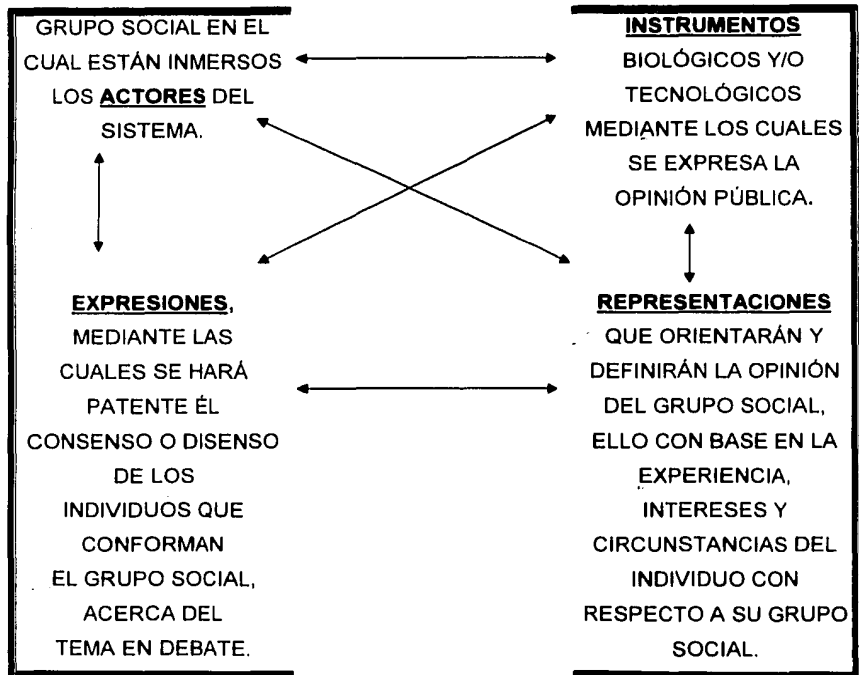 GRUPO SOCIAL EN EL
CUAL ESTÁN INMERSOS
LOS ACTORES DEL
SISTEMA.
INSTRUMENTOS
BIOLÓGICOS Y/O
TECNOLÓGICOS
MEDIANTE LOS CUALES
SE EXPRESA LA
OPINIÓN PÚBLICA.
EXPRESIONES,
MEDIANTE LAS
CUALES SE HARÁ
PATENTE ÉL
CONSENSO O DISENSO
DE LOS
INDIVIDUOS QUE
CONFORMAN
EL GRUPO SOCIAL,
ACERCA DEL
TEMA EN DEBATE.
REPRESENTACIONES
QUE ORIENTARÁN Y
DEFINIRÁN LA OPINIÓN
DEL GRUPO SOCIAL,
ELLO CON BASE EN LA
EXPERIENCIA,
INTERESES Y
CIRCUNSTANCIAS DEL
INDIVIDUO CON
RESPECTO A SU GRUPO
SOCIAL.